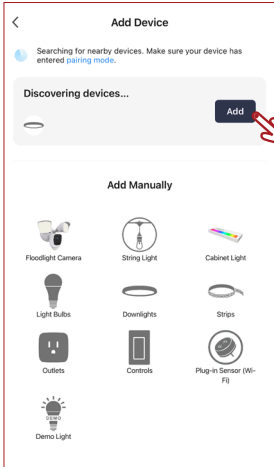 Add Device
Searching for nearby devices. Make sure your device has
entered pairing mode.
Discovering devices...
Add
Add Manually
Floodlight Camera
String Light
Cabinet Light
Light Bulbs
Downlights
Strips
Outlets
Controls
Plug-in Sensor (Wi-
Fi)
DEMO
Demo Light